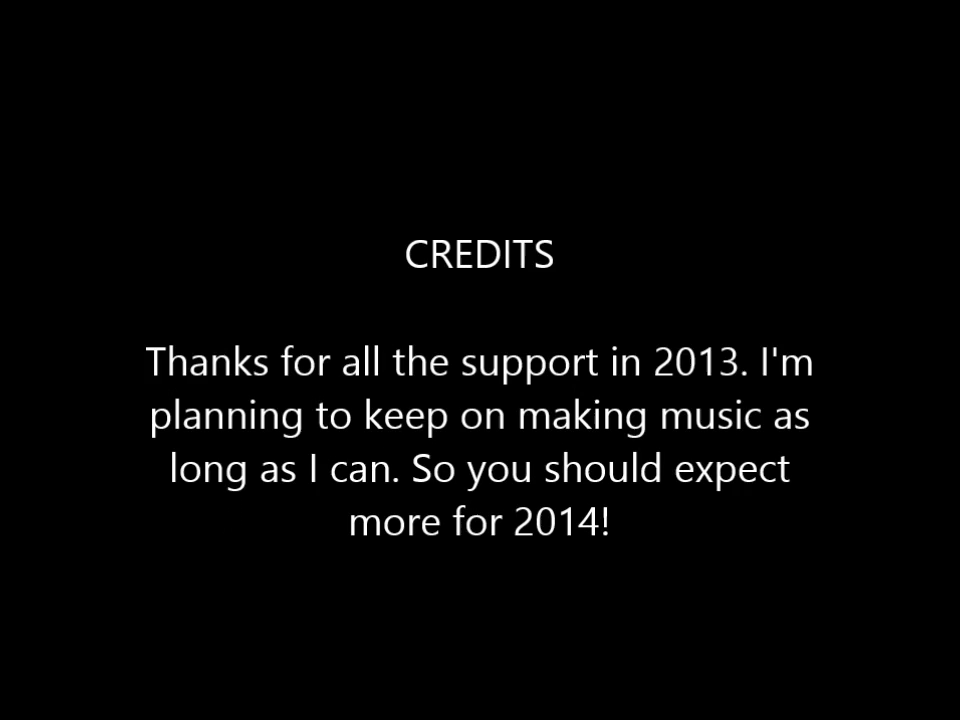 CREDITS
Thanks for all the support in 2013. I'm
planning to keep on making music as
long as I can. So you should expect
more for 2014!